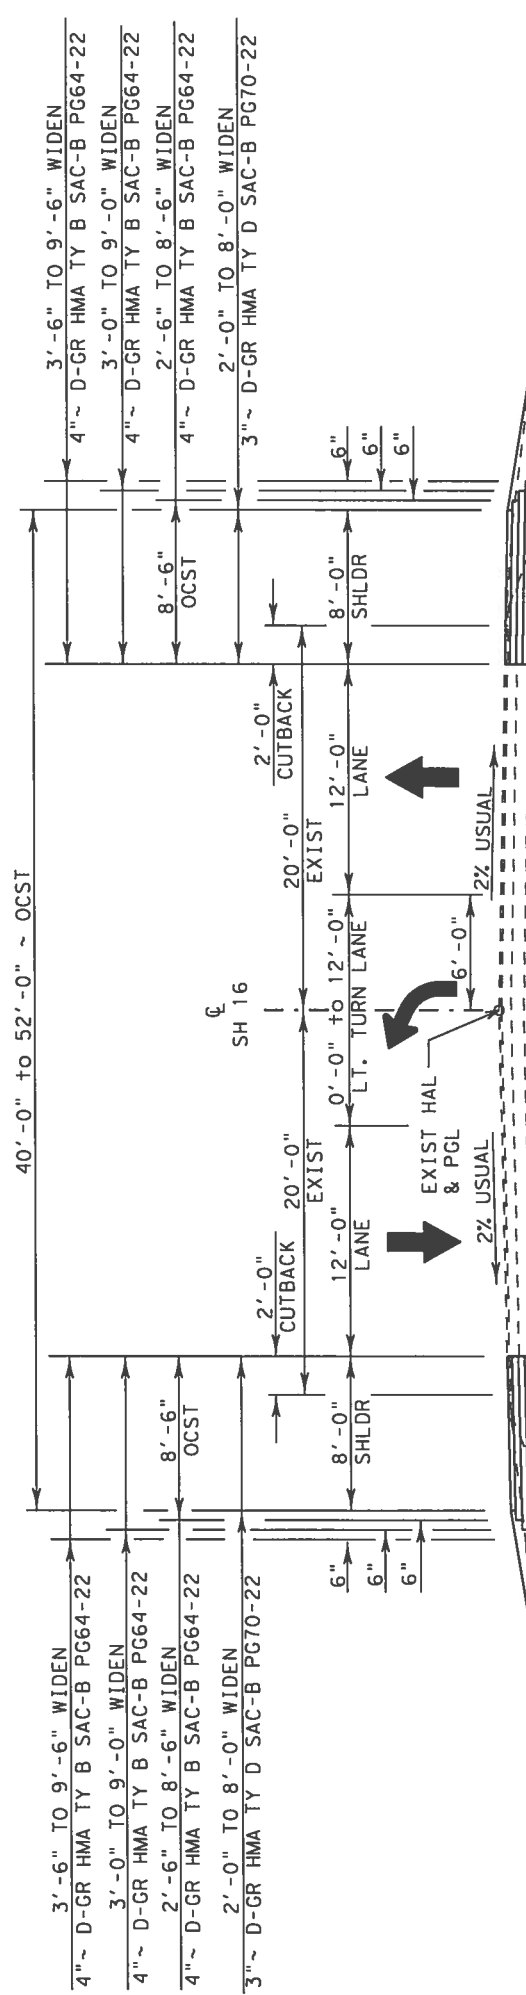 40'-0" to 52'-0" ~ OCST
3'-6" TO 9'-6" WIDEN
4"~ D-GR HMA TY B SAC-B PG64-22
3'-0" TO 9'-0" WIDEN
4"~ D-GR HMA TY B SAC-B PG64-22
2'-6" TO 8'-6" WIDEN
4"~ D-GR HMA TY B SAC-B PG64-22
2'-0" TO 8'-0" WIDEN
3"~ D-GR HMA TY D SAC-B PG70-22
3'-6" TO 9'-6" WIDEN
4"~ D-GR HMA TY B SAC-B PG64-22
3'-0" TO 9'-0" WIDEN
4"~ D-GR HMA TY B SAC-B PG64-22
2'-6" TO 8'-6" WIDEN
4"~ D-GR HMA TY B SAC-B PG64-22
2'-0" TO 8'-0" WIDEN
3"~ D-GR HMA TY D SAC-B PG70-22
8'-6"
OCST
8'-6"
OCST
℄
SH 16
2'-0"
CUTBACK
2'-0"
CUTBACK
20'-0"
EXIST
20'-0"
EXIST
6"
6"
6"
8'-0"
SHLDR
12'-0"
LANE
0'-0" to 12'-0"
LT. TURN LANE
12'-0"
LANE
8'-0"
SHLDR
6"
6"
6"
6'-0"
EXIST HAL
& PGL
2% USUAL
2% USUAL